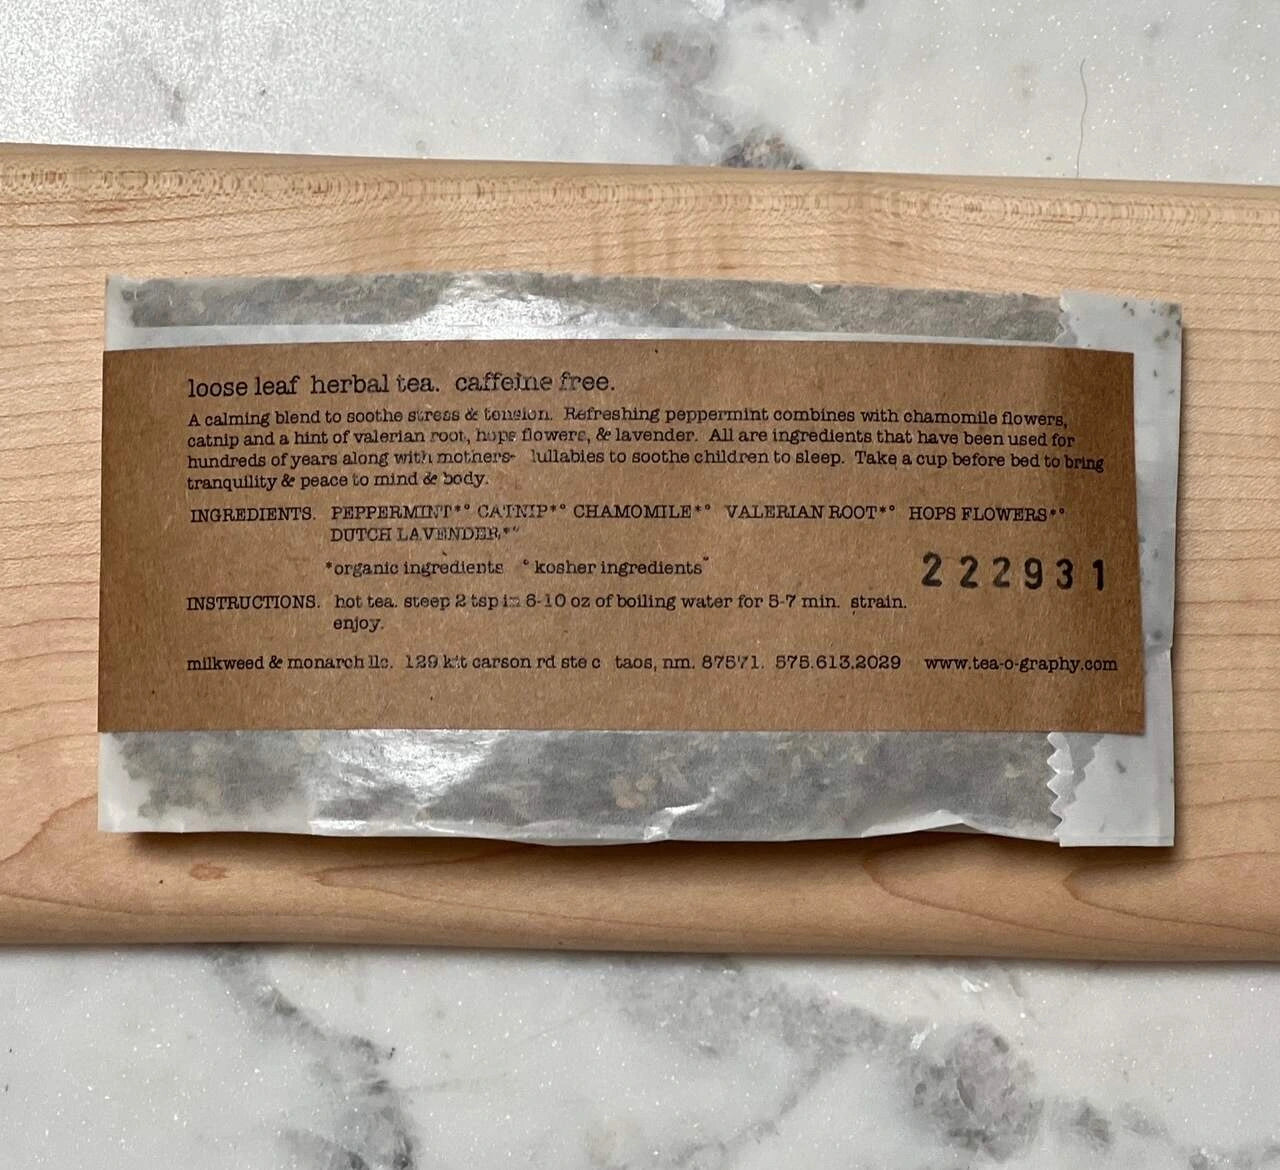 loose leaf herbal tea. caffeine free.
A calming blend to soothe stress & tension. Refreshing peppermint combines with chamomile flowers,
catnip and a hint of valerian root, hops flowers, & lavender. All are ingredients that have been used for
hundreds of years along with mothers- lullabies to soothe children to sleep. Take a cup before bed to bring
tranquility & peace to mind & body.
INGREDIENTS. PEPPERMINT*° CATNIP*° CHAMOMILE*° VALERIAN ROOT*° HOPS FLOWERS*°
DUTCH LAVENDER*°
*organic ingredients ° kosher ingredients
222931
INSTRUCTIONS. hot tea. steep 2 tsp in 6-10 oz of boiling water for 5-7 min. strain.
enjoy.
milkweed & monarch llc. 129 kit carson rd ste c taos, nm. 87571. 575.613.2029 www.tea-o-graphy.com